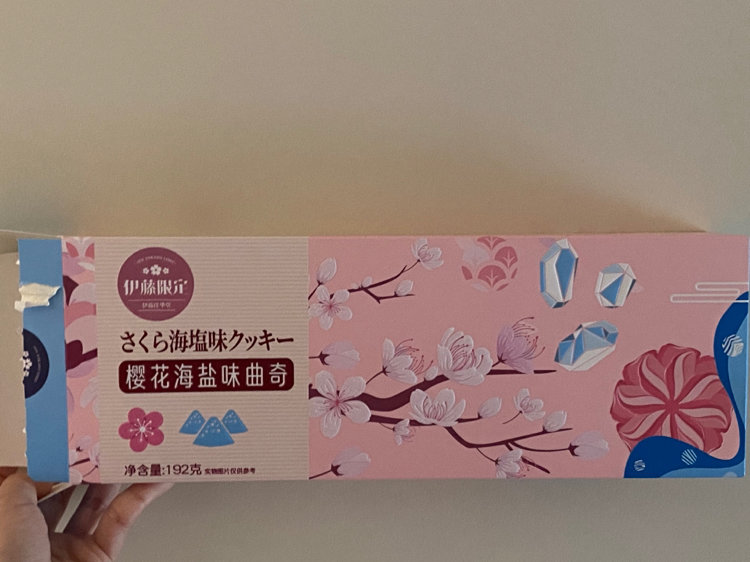 伊藤限定
さくら海塩味クッキー
樱花海盐味曲奇
净含量:192克 实物图片仅供参考